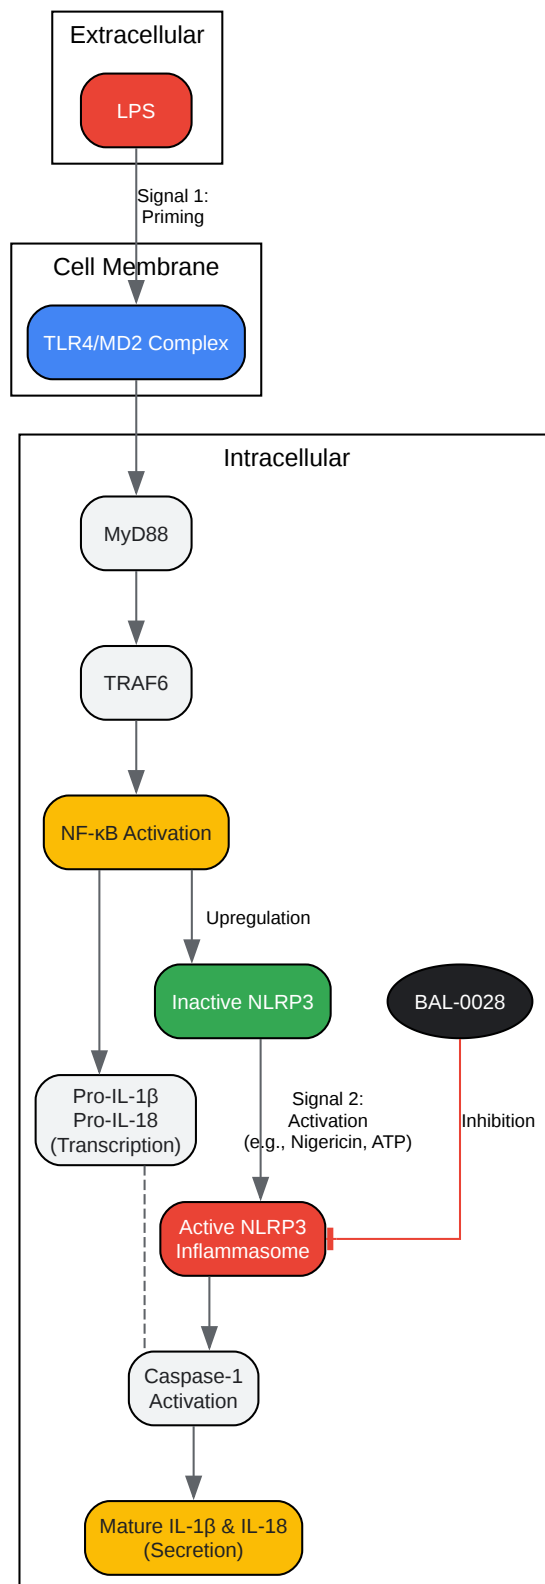 Extracellular
LPS
Signal 1:
Priming
Cell Membrane
TLR4/MD2 Complex
Intracellular
MyD88
TRAF6
NF-κB Activation
Upregulation
Inactive NLRP3
BAL-0028
Pro-IL-1β
Pro-IL-18
(Transcription)
Signal 2:
Activation
(e.g., Nigericin, ATP)
Inhibition
Active NLRP3
Inflammasome
Caspase-1
Activation
Mature IL-1β & IL-18
(Secretion)